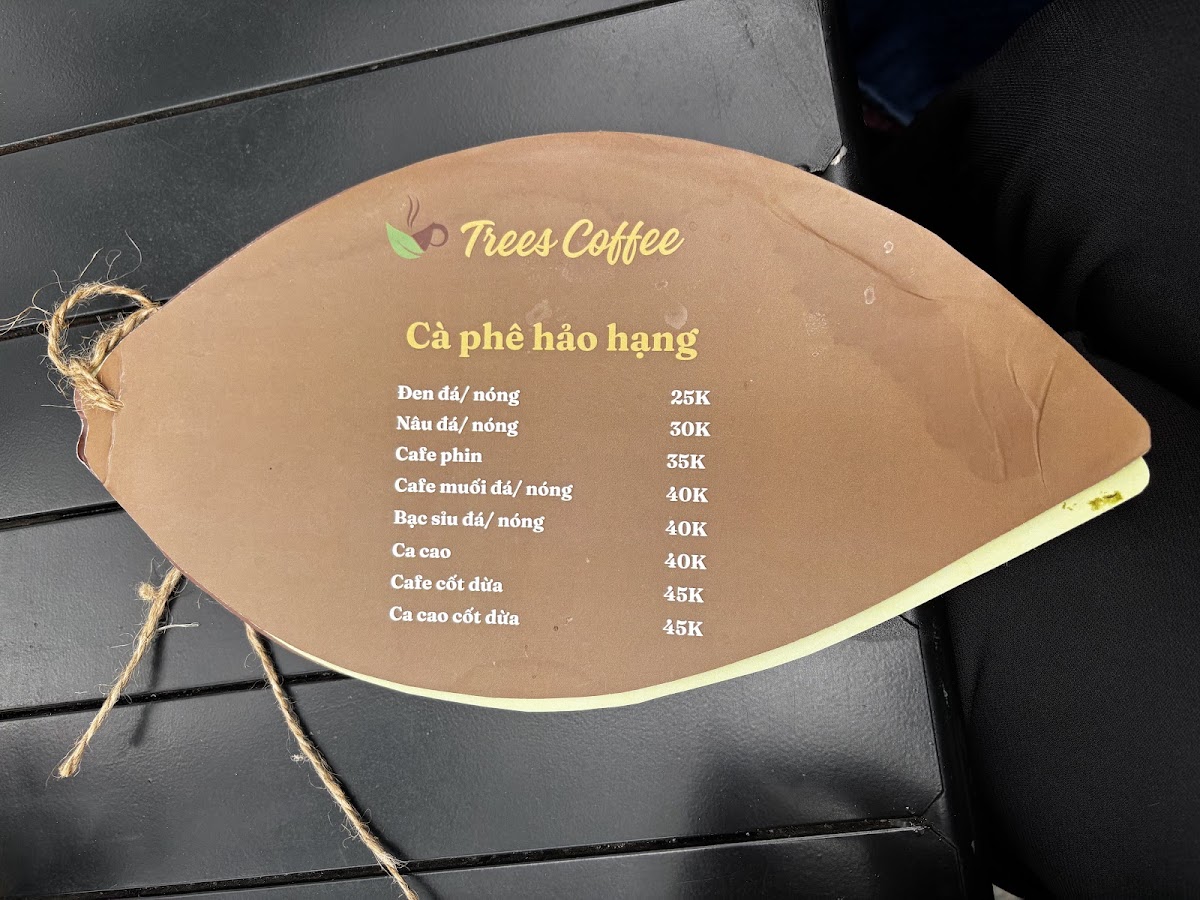 Trees Coffee
Cà phê hảo hạng
Đen đá/ nóng 25K
Nâu đá/ nóng 30K
Cafe phin 35K
Cafe muối đá/ nóng 40K
Bạc sỉu đá/ nóng 40K
Ca cao 40K
Cafe cốt dừa 45K
Ca cao cốt dừa 45K